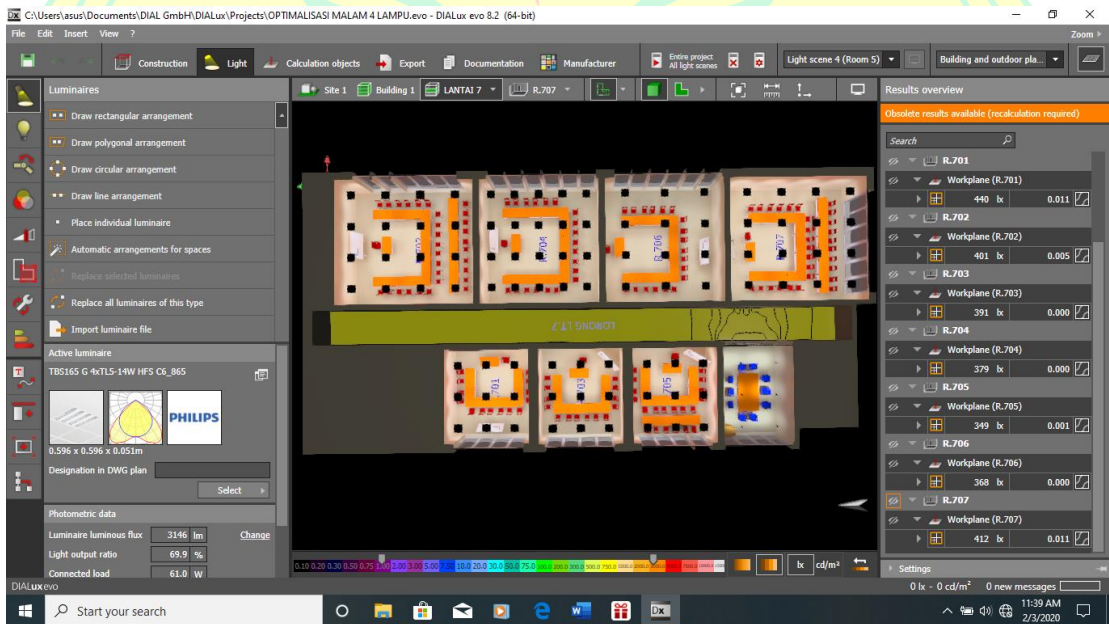 C:\Users\asus\Documents\DIAL GmbH\DIALux\Projects\OPTIMALISASI MALAM 4 LAMPU.evo - DIALux evo 8.2 (64-bit)
File Edit Insert View ?
Zoom
Construction Light Calculation objects Export Documentation Manufacturer Entire project All light scenes Light scene 4 (Room 5) Building and outdoor pla...
Luminaires
Site 1 Building 1 LANTAI 7 R.707
Results overview
Draw rectangular arrangement
Draw polygonal arrangement
Draw circular arrangement
Draw line arrangement
Place individual luminaire
Automatic arrangements for spaces
Replace selected luminaires
Replace all luminaires of this type
Import luminaire file
Active luminaire
TBS165 G 4xTL5-14W HFS C6_865
PHILIPS
0.596 x 0.596 x 0.051m
Designation in DWG plan
Select
Photometric data
Luminaire luminous flux 3146 lm Change
Light output ratio 69.9 %
Connected load 61.0 W
R.704
R.706
R.707
LORONG LT.7
R.701
703
R.705
lx cd/m²
Obsolete results available (recalculation required)
Search
R.701
Workplane (R.701)
440 lx 0.011
R.702
Workplane (R.702)
401 lx 0.005
R.703
Workplane (R.703)
391 lx 0.000
R.704
Workplane (R.704)
379 lx 0.000
R.705
Workplane (R.705)
349 lx 0.001
R.706
Workplane (R.706)
368 lx 0.000
R.707
Workplane (R.707)
412 lx 0.011
Settings
DIALux evo
0 lx - 0 cd/m² 0 new messages
Start your search
11:39 AM
2/3/2020